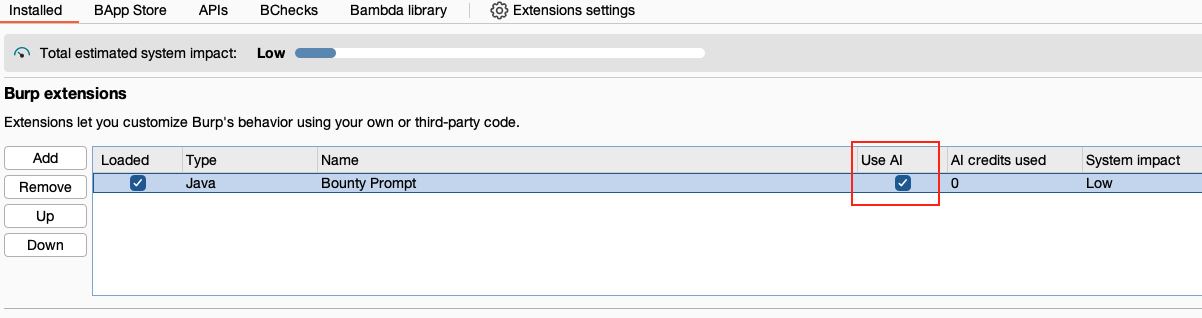 Installed BApp Store APIs BChecks Bambda library Extensions settings
Total estimated system impact: Low
Burp extensions
Extensions let you customize Burp's behavior using your own or third-party code.
Add
Remove
Up
Down
Loaded Type Name Use AI AI credits used System impact
Java Bounty Prompt 0 Low